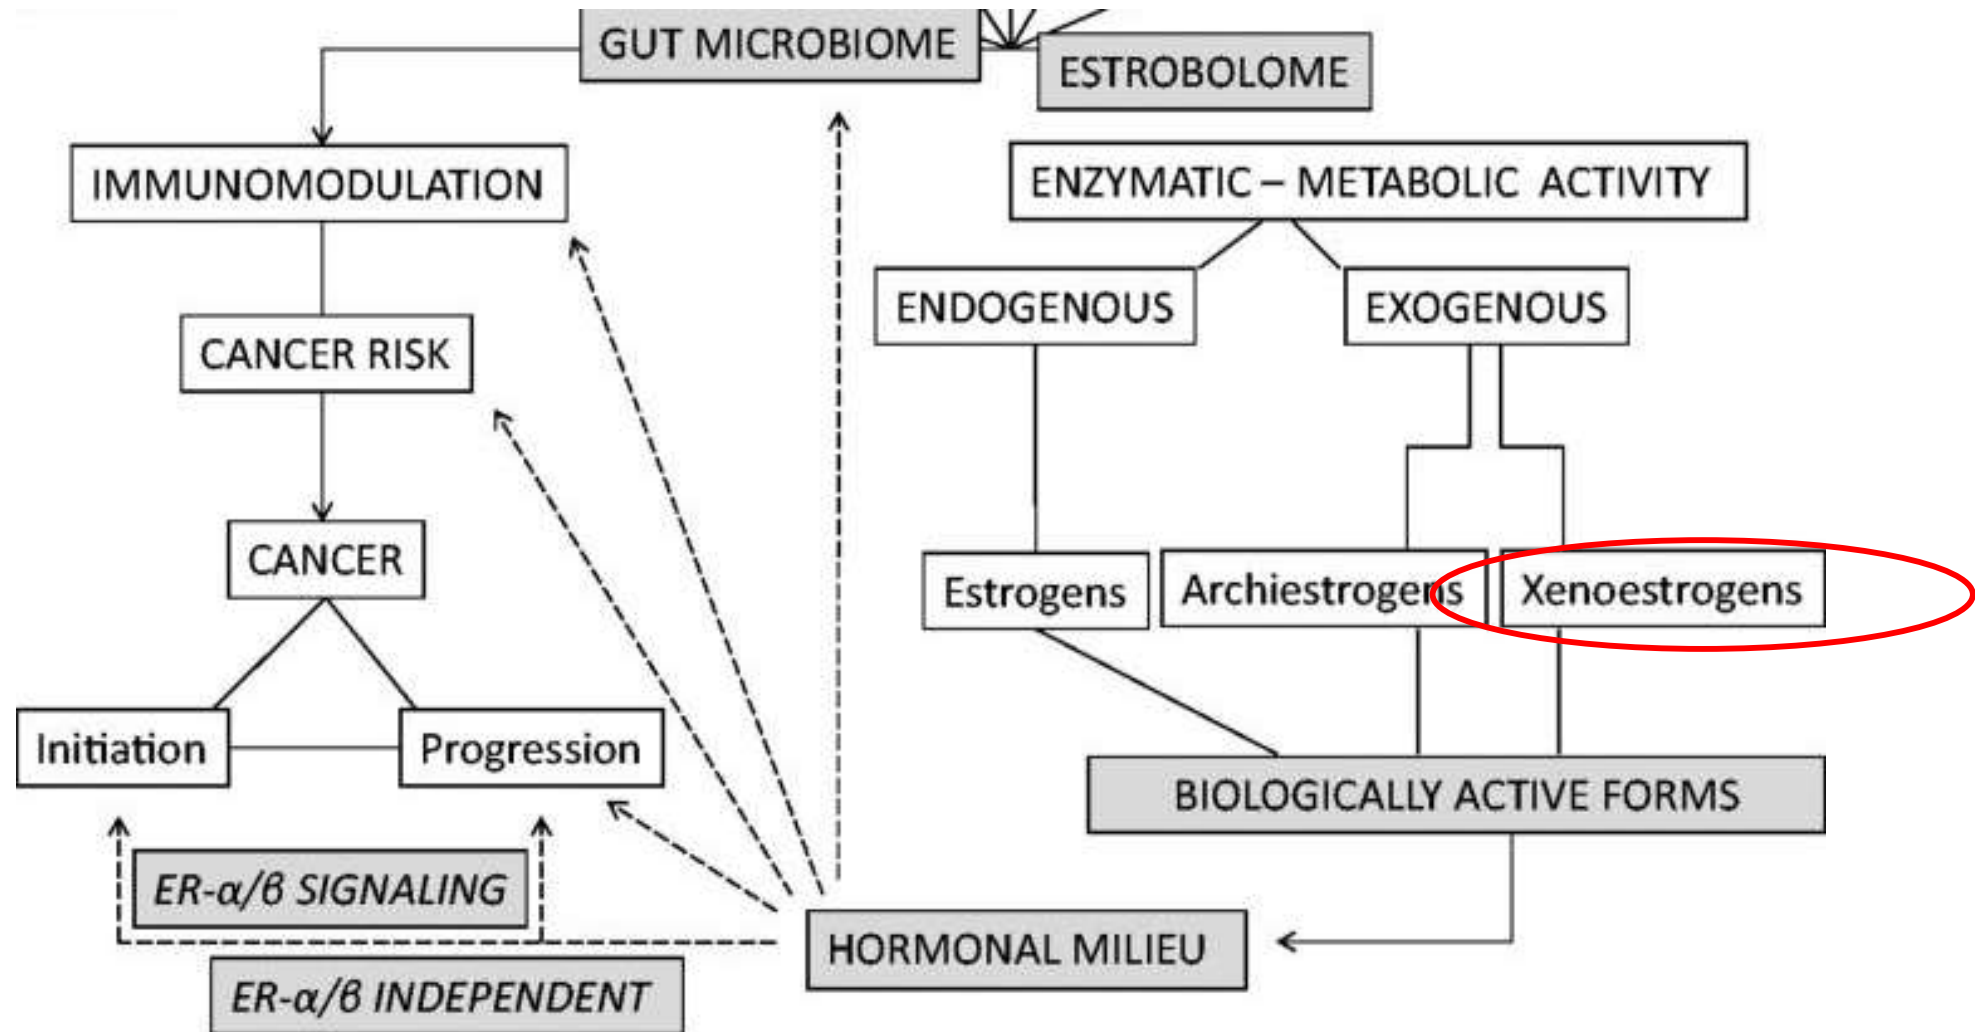 GUT MICROBIOME
ESTROBOLOME
IMMUNOMODULATION
ENZYMATIC – METABOLIC ACTIVITY
ENDOGENOUS
EXOGENOUS
CANCER RISK
CANCER
Estrogens
Archiestrogens
Xenoestrogens
Initiation
Progression
BIOLOGICALLY ACTIVE FORMS
ER-α/β SIGNALING
HORMONAL MILIEU
ER-α/β INDEPENDENT